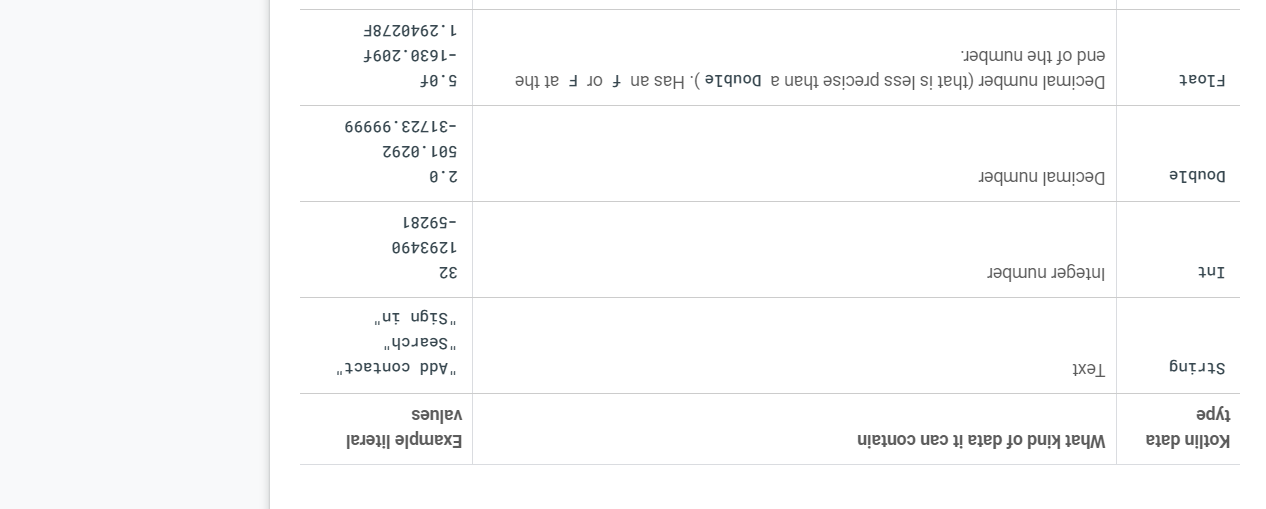 Kotlin data type
What kind of data it can contain
Example literal values
String
Text
"Add contact"
"Search"
"Sign in"
Int
Integer number
32
1293490
-59281
Double
Decimal number
2.0
501.0292
-31723.99999
Float
Decimal number (that is less precise than a Double ). Has an f or F at the
end of the number.
5.0f
-1630.209f
1.2940278F